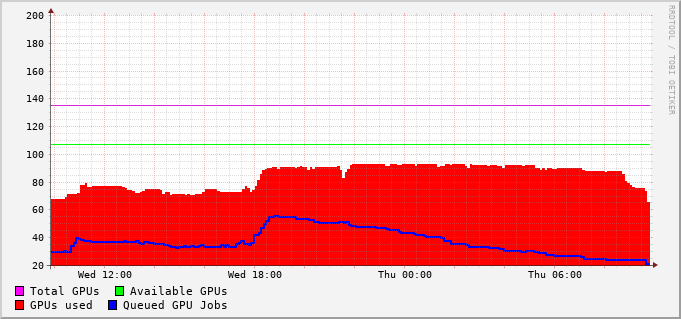 RRDTOOL / TOBI OETIKER
200
180
160
140
120
100
80
60
40
20
Wed 12:00 Wed 18:00 Thu 00:00 Thu 06:00
Total GPUs Available GPUs
GPUs used Queued GPU Jobs